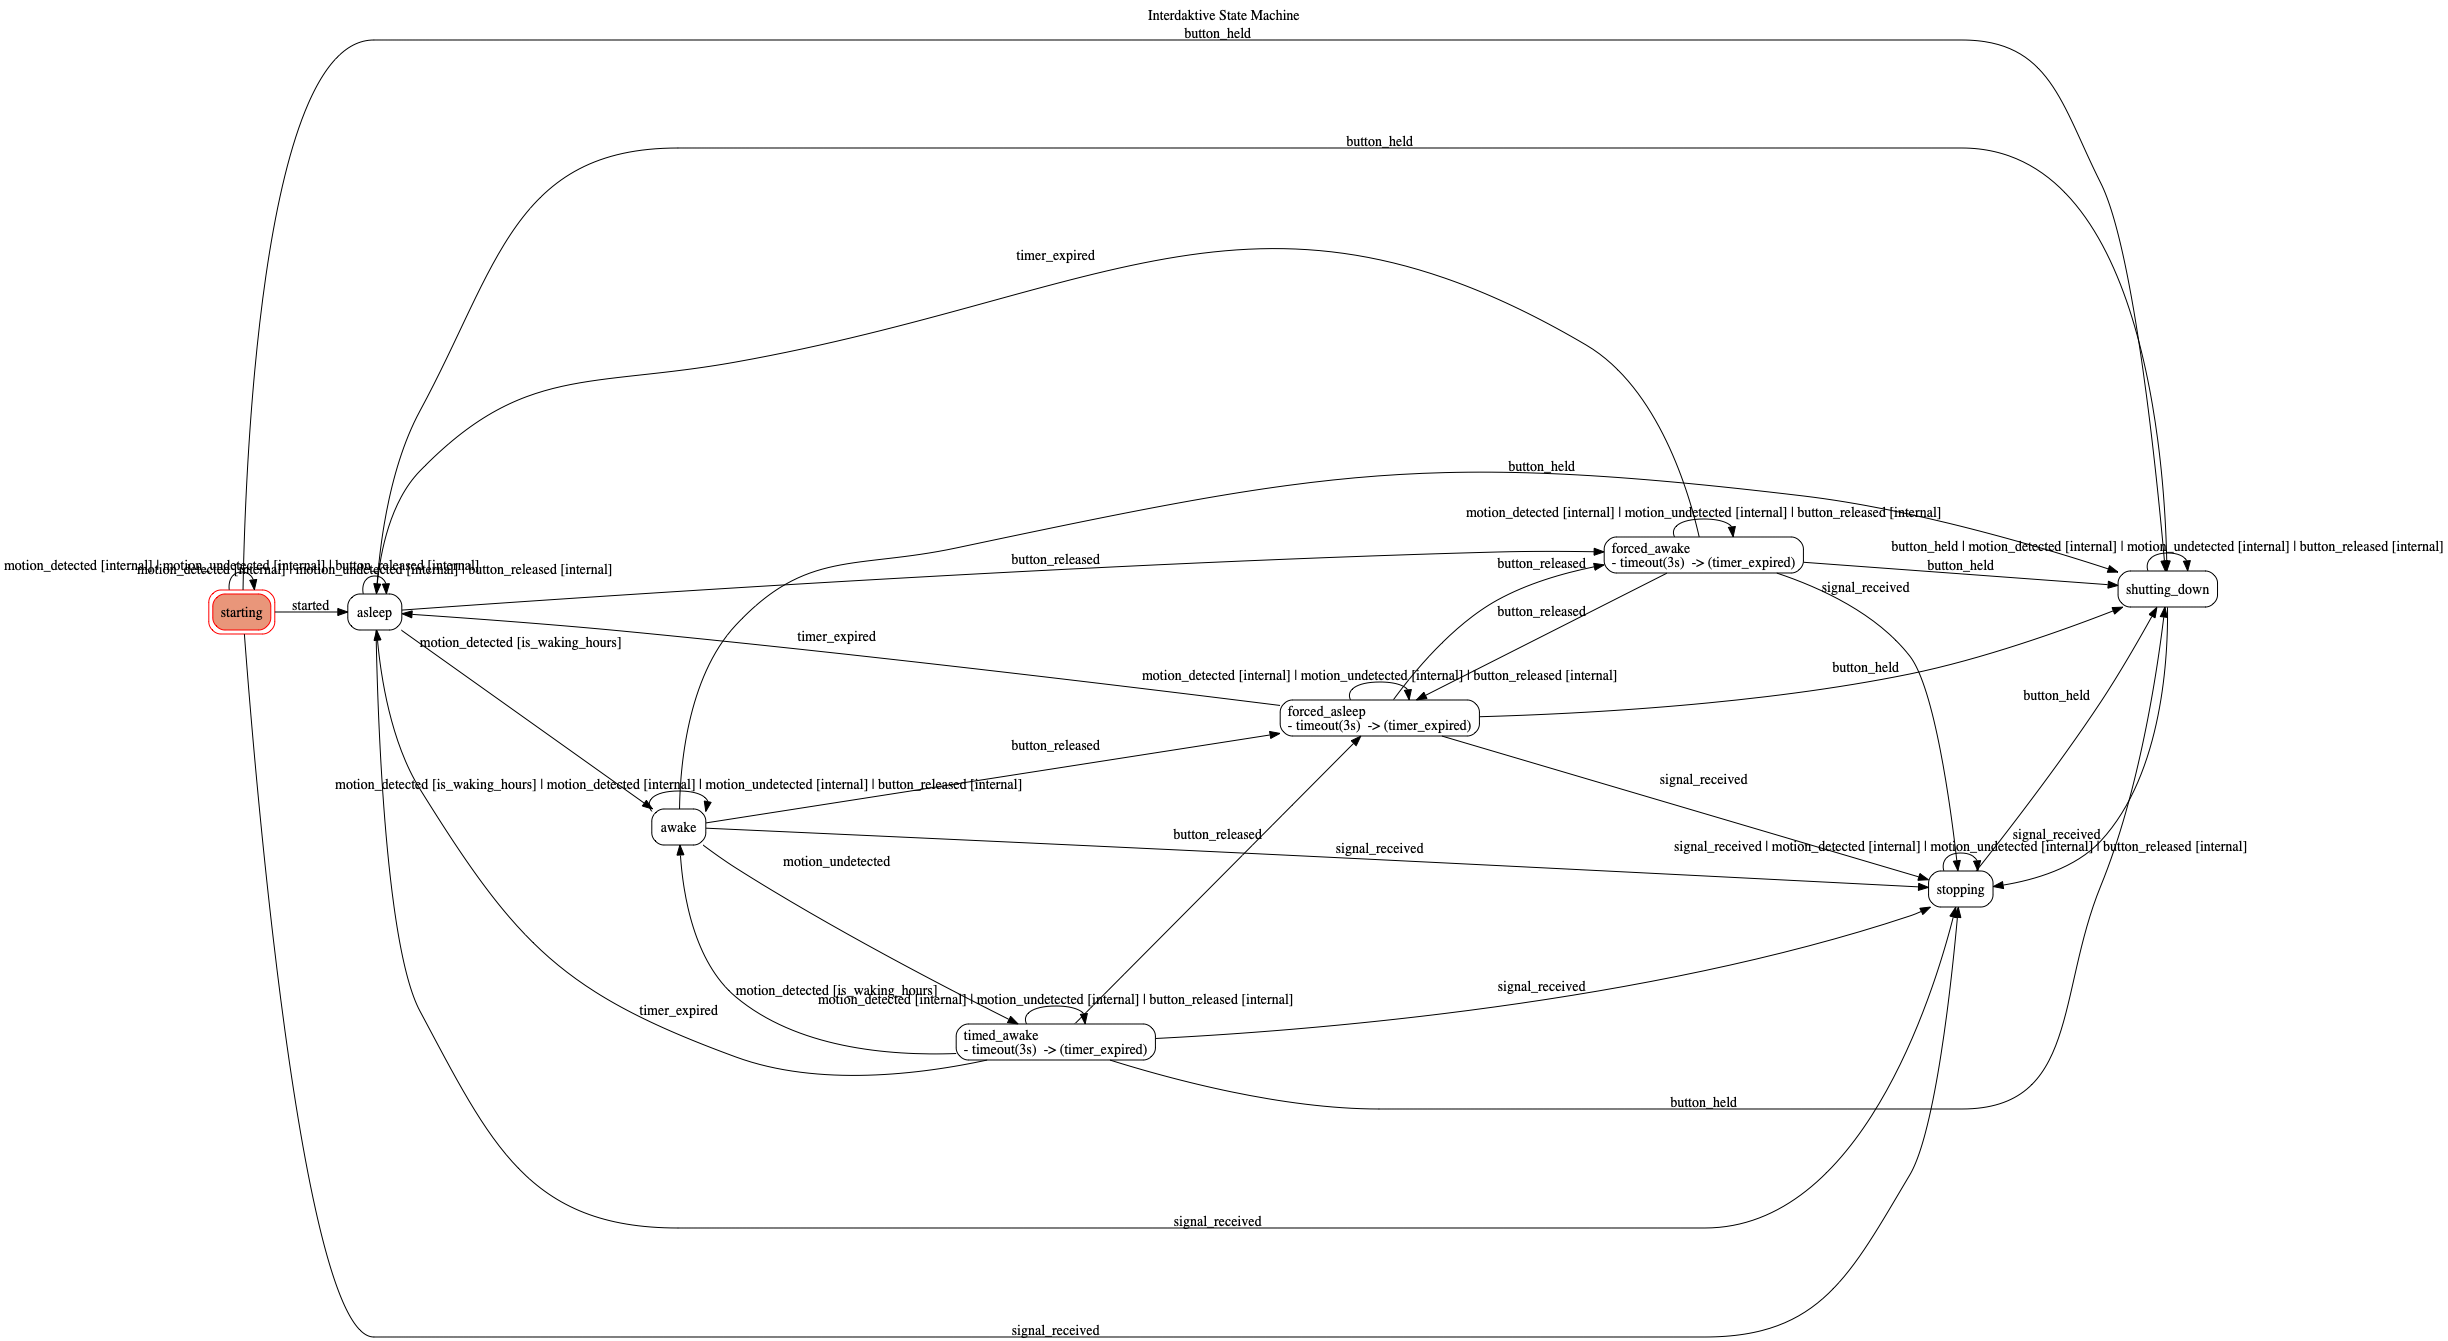 Interdaktive State Machine
button_held
button_held
timer_expired
button_held
motion_detected [internal] | motion_undetected [internal] | button_released [internal]
forced_awake
- timeout(3s)  -> (timer_expired)
button_held | motion_detected [internal] | motion_undetected [internal] | button_released [internal]
button_released
button_released
button_held
signal_received
shutting_down
motion_detected [internal] | motion_undetected [internal] | button_released [internal]
motion_detected [internal] | motion_undetected [internal] | button_released [internal]
starting
started
asleep
button_released
timer_expired
motion_detected [is_waking_hours]
motion_detected [internal] | motion_undetected [internal] | button_released [internal]
button_held
button_held
forced_asleep
- timeout(3s)  -> (timer_expired)
button_released
signal_received
motion_detected [is_waking_hours] | motion_detected [internal] | motion_undetected [internal] | button_released [internal]
awake
button_released
signal_received
signal_received
signal_received | motion_detected [internal] | motion_undetected [internal] | button_released [internal]
motion_undetected
stopping
signal_received
motion_detected [is_waking_hours]
motion_detected [internal] | motion_undetected [internal] | button_released [internal]
timer_expired
timed_awake
- timeout(3s)  -> (timer_expired)
button_held
signal_received
signal_received